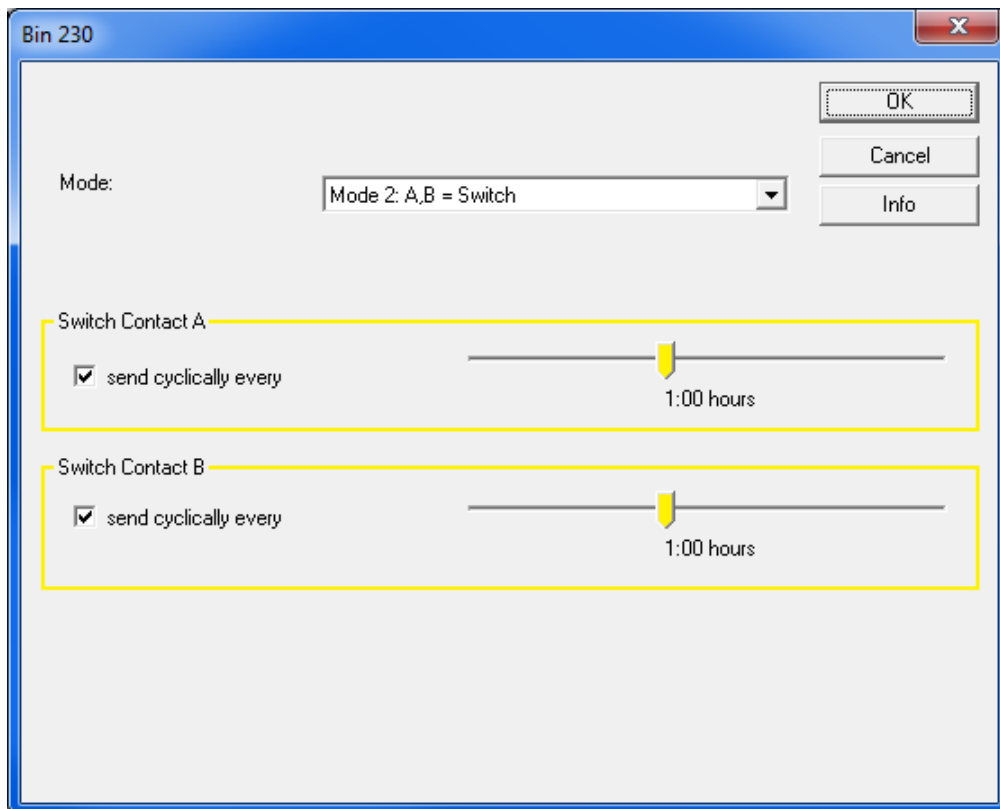 Bin 230
OK
Cancel
Mode:
Mode 2: A,B = Switch
Info
Switch Contact A
send cyclically every
1:00 hours
Switch Contact B
send cyclically every
1:00 hours